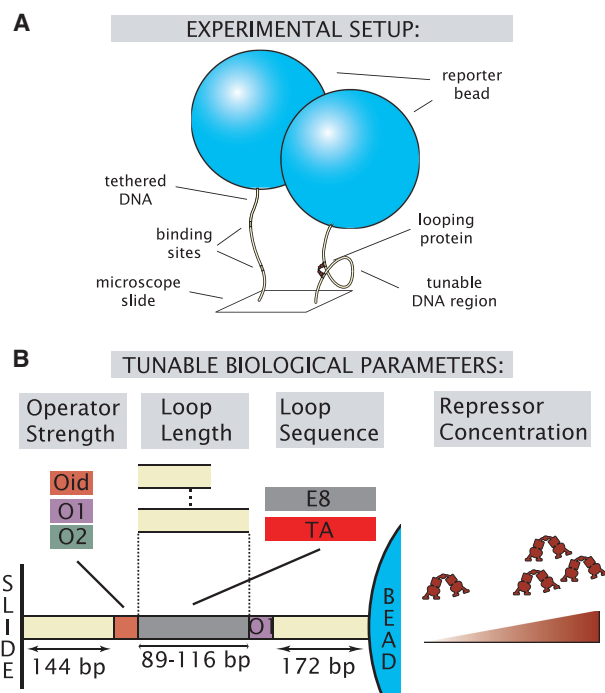 A
EXPERIMENTAL SETUP:
reporter
bead
tethered
DNA
binding
sites
microscope
slide
looping
protein
tunable
DNA region
B
TUNABLE BIOLOGICAL PARAMETERS:
Operator
Strength
Loop
Length
Loop
Sequence
Repressor
Concentration
Oid
O1
O2
E8
TA
SLIDE
O1
BEAD
144 bp
89-116 bp
172 bp